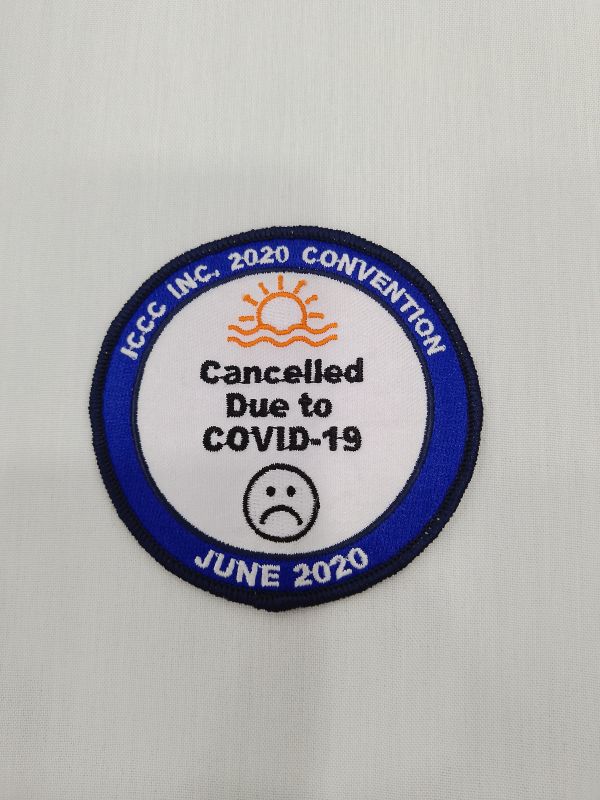 ICCC INC. 2020 CONVENTION
Cancelled
Due to
COVID-19
JUNE 2020